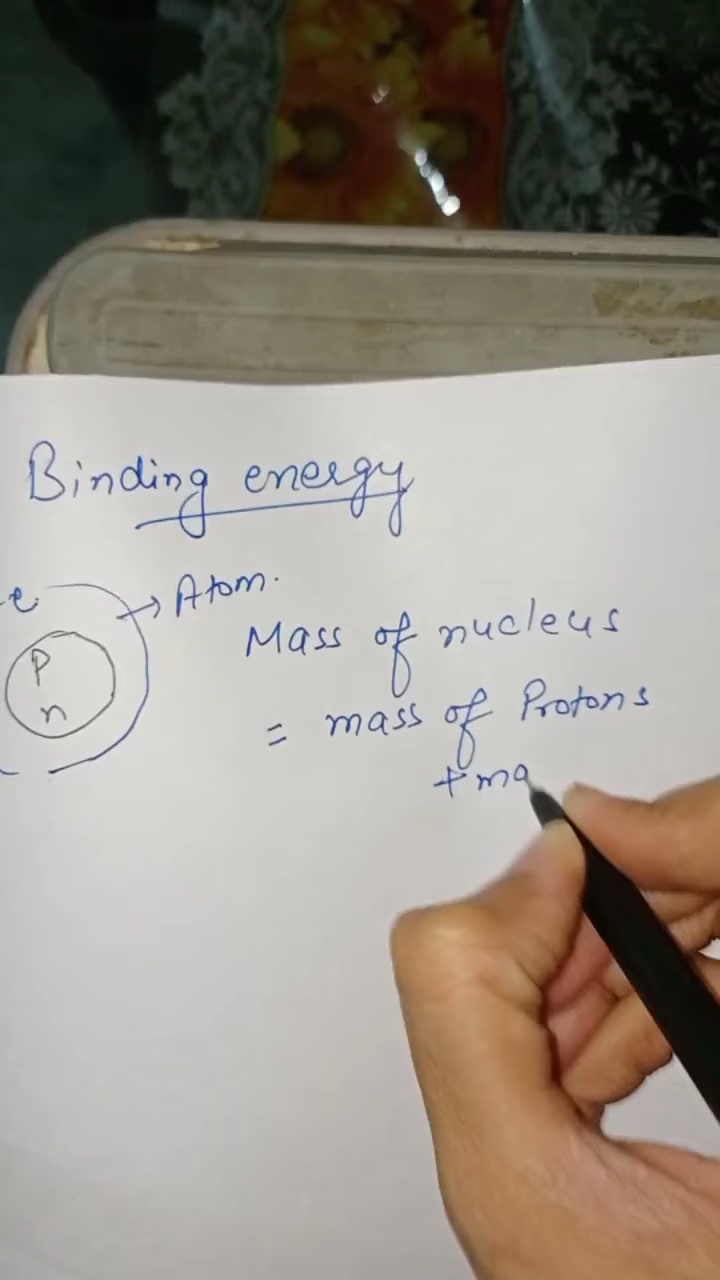 Binding energy
-e
→ Atom.
P
n
Mass of nucleus
= mass of Protons
+ ma